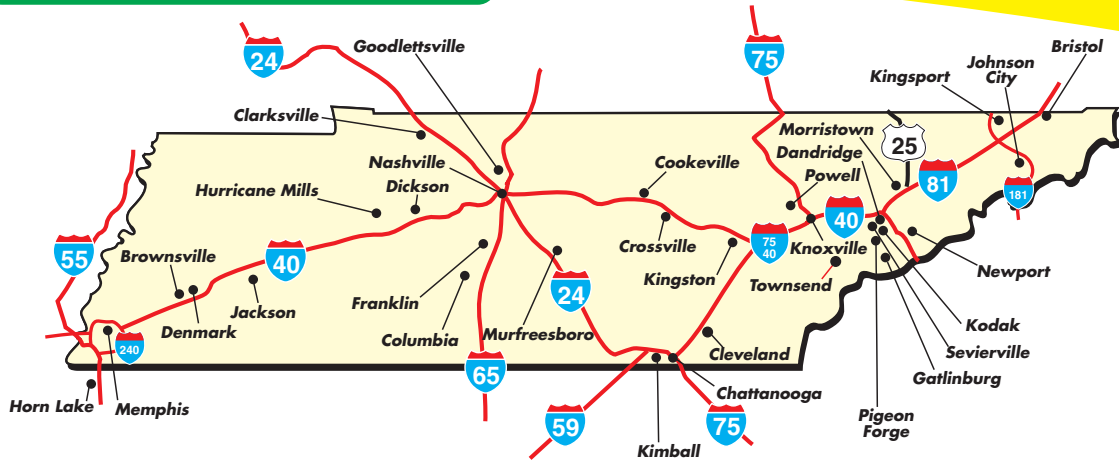 24
Goodlettsville
75
Bristol
Johnson
City
Kingsport
Clarksville
Morristown
25
Dandridge
Nashville
Cookeville
Powell
Dickson
Hurricane Mills
81
181
40
55
Crossville
75
40
Knoxville
Brownsville
40
Kingston
Newport
Townsend
24
Franklin
Jackson
Denmark
Columbia
Murfreesboro
Kodak
240
Cleveland
Sevierville
65
Gatlinburg
Chattanooga
Horn Lake
Memphis
59
75
Pigeon
Forge
Kimball